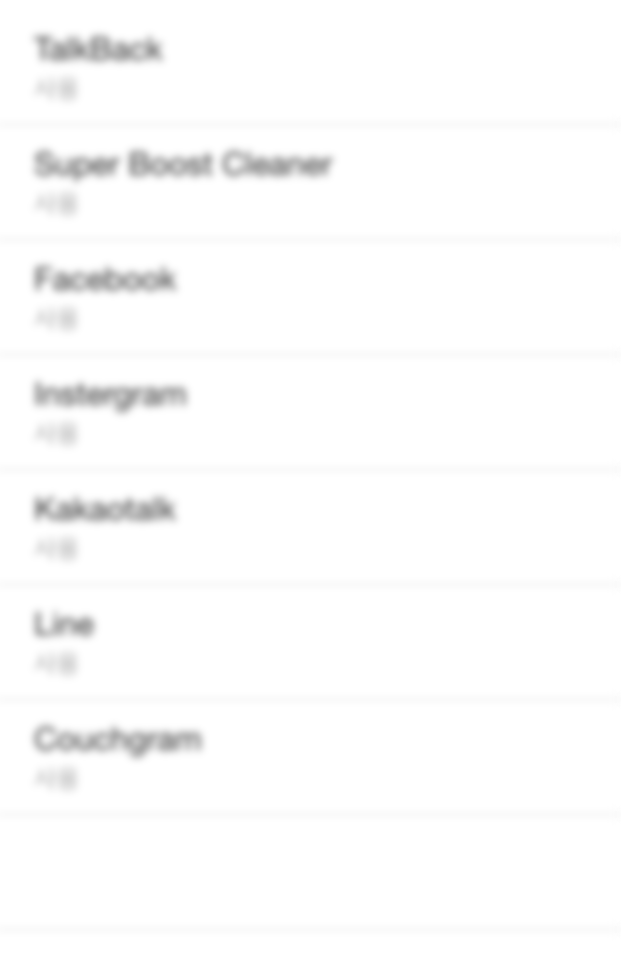 TalkBack
사용
Super Boost Cleaner
사용
Facebook
사용
Instergram
사용
Kakaotalk
사용
Line
사용
Couchgram
사용